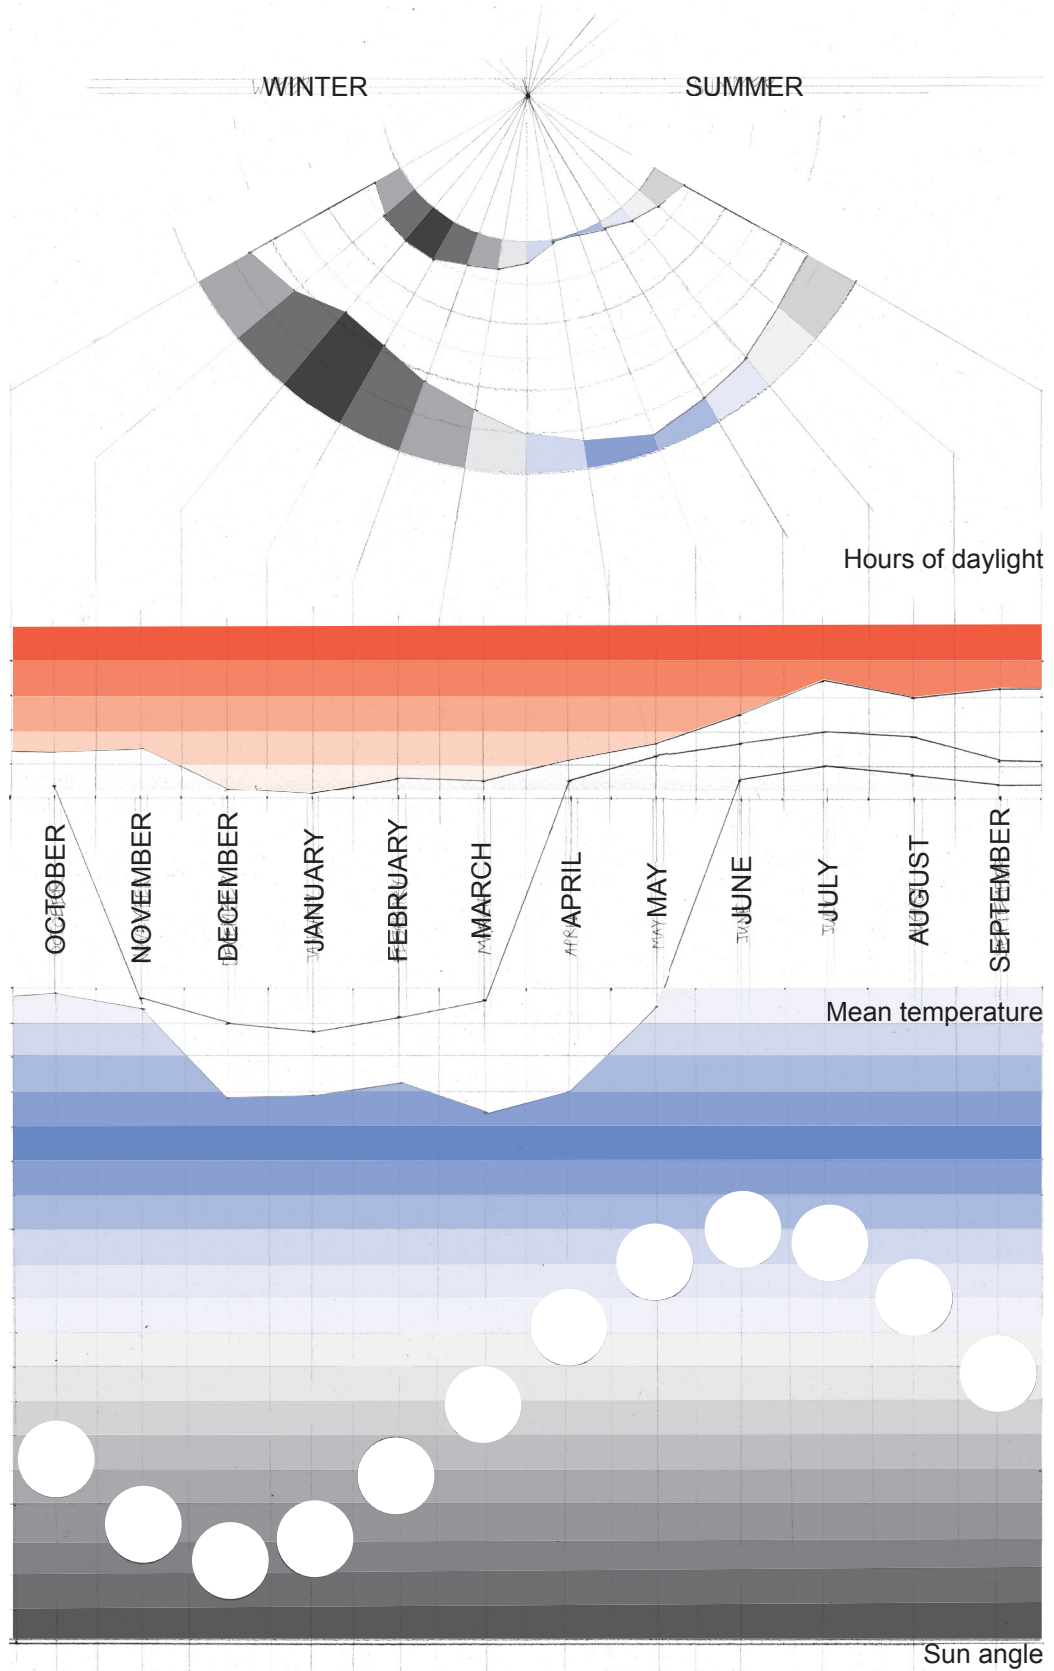 WINTER
SUMMER
Hours of daylight
OCTOBER
NOVEMBER
DECEMBER
JANUARY
FEBRUARY
MARCH
APRIL
MAY
JUNE
JULY
AUGUST
SEPTEMBER
Mean temperature
Sun angle